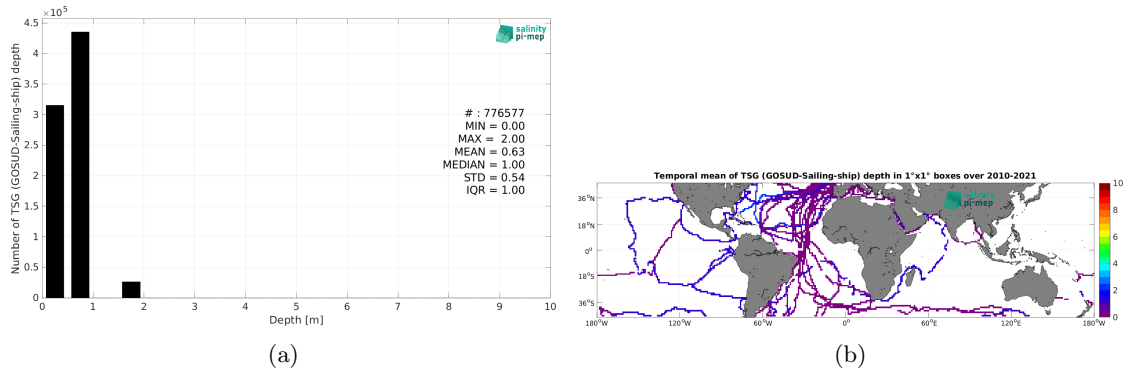 4.5 ×10⁵
4
3.5
3
2.5
2
1.5
1
0.5
0
Number of TSG (GOSUD-Sailing-ship) depth
salinity
pi-mep
# : 776577
MIN = 0.00
MAX = 2.00
MEAN = 0.63
MEDIAN = 1.00
STD = 0.54
IQR = 1.00
0 1 2 3 4 5 6 7 8 9 10
Depth [m]
(a)
Temporal mean of TSG (GOSUD-Sailing-ship) depth in 1°x1° boxes over 2010-2021
salinity
pi-mep
36°N
18°N
0°
18°S
36°S
180°W 120°W 60°W 0° 60°E 120°E 180°W
10
8
6
4
2
0
(b)